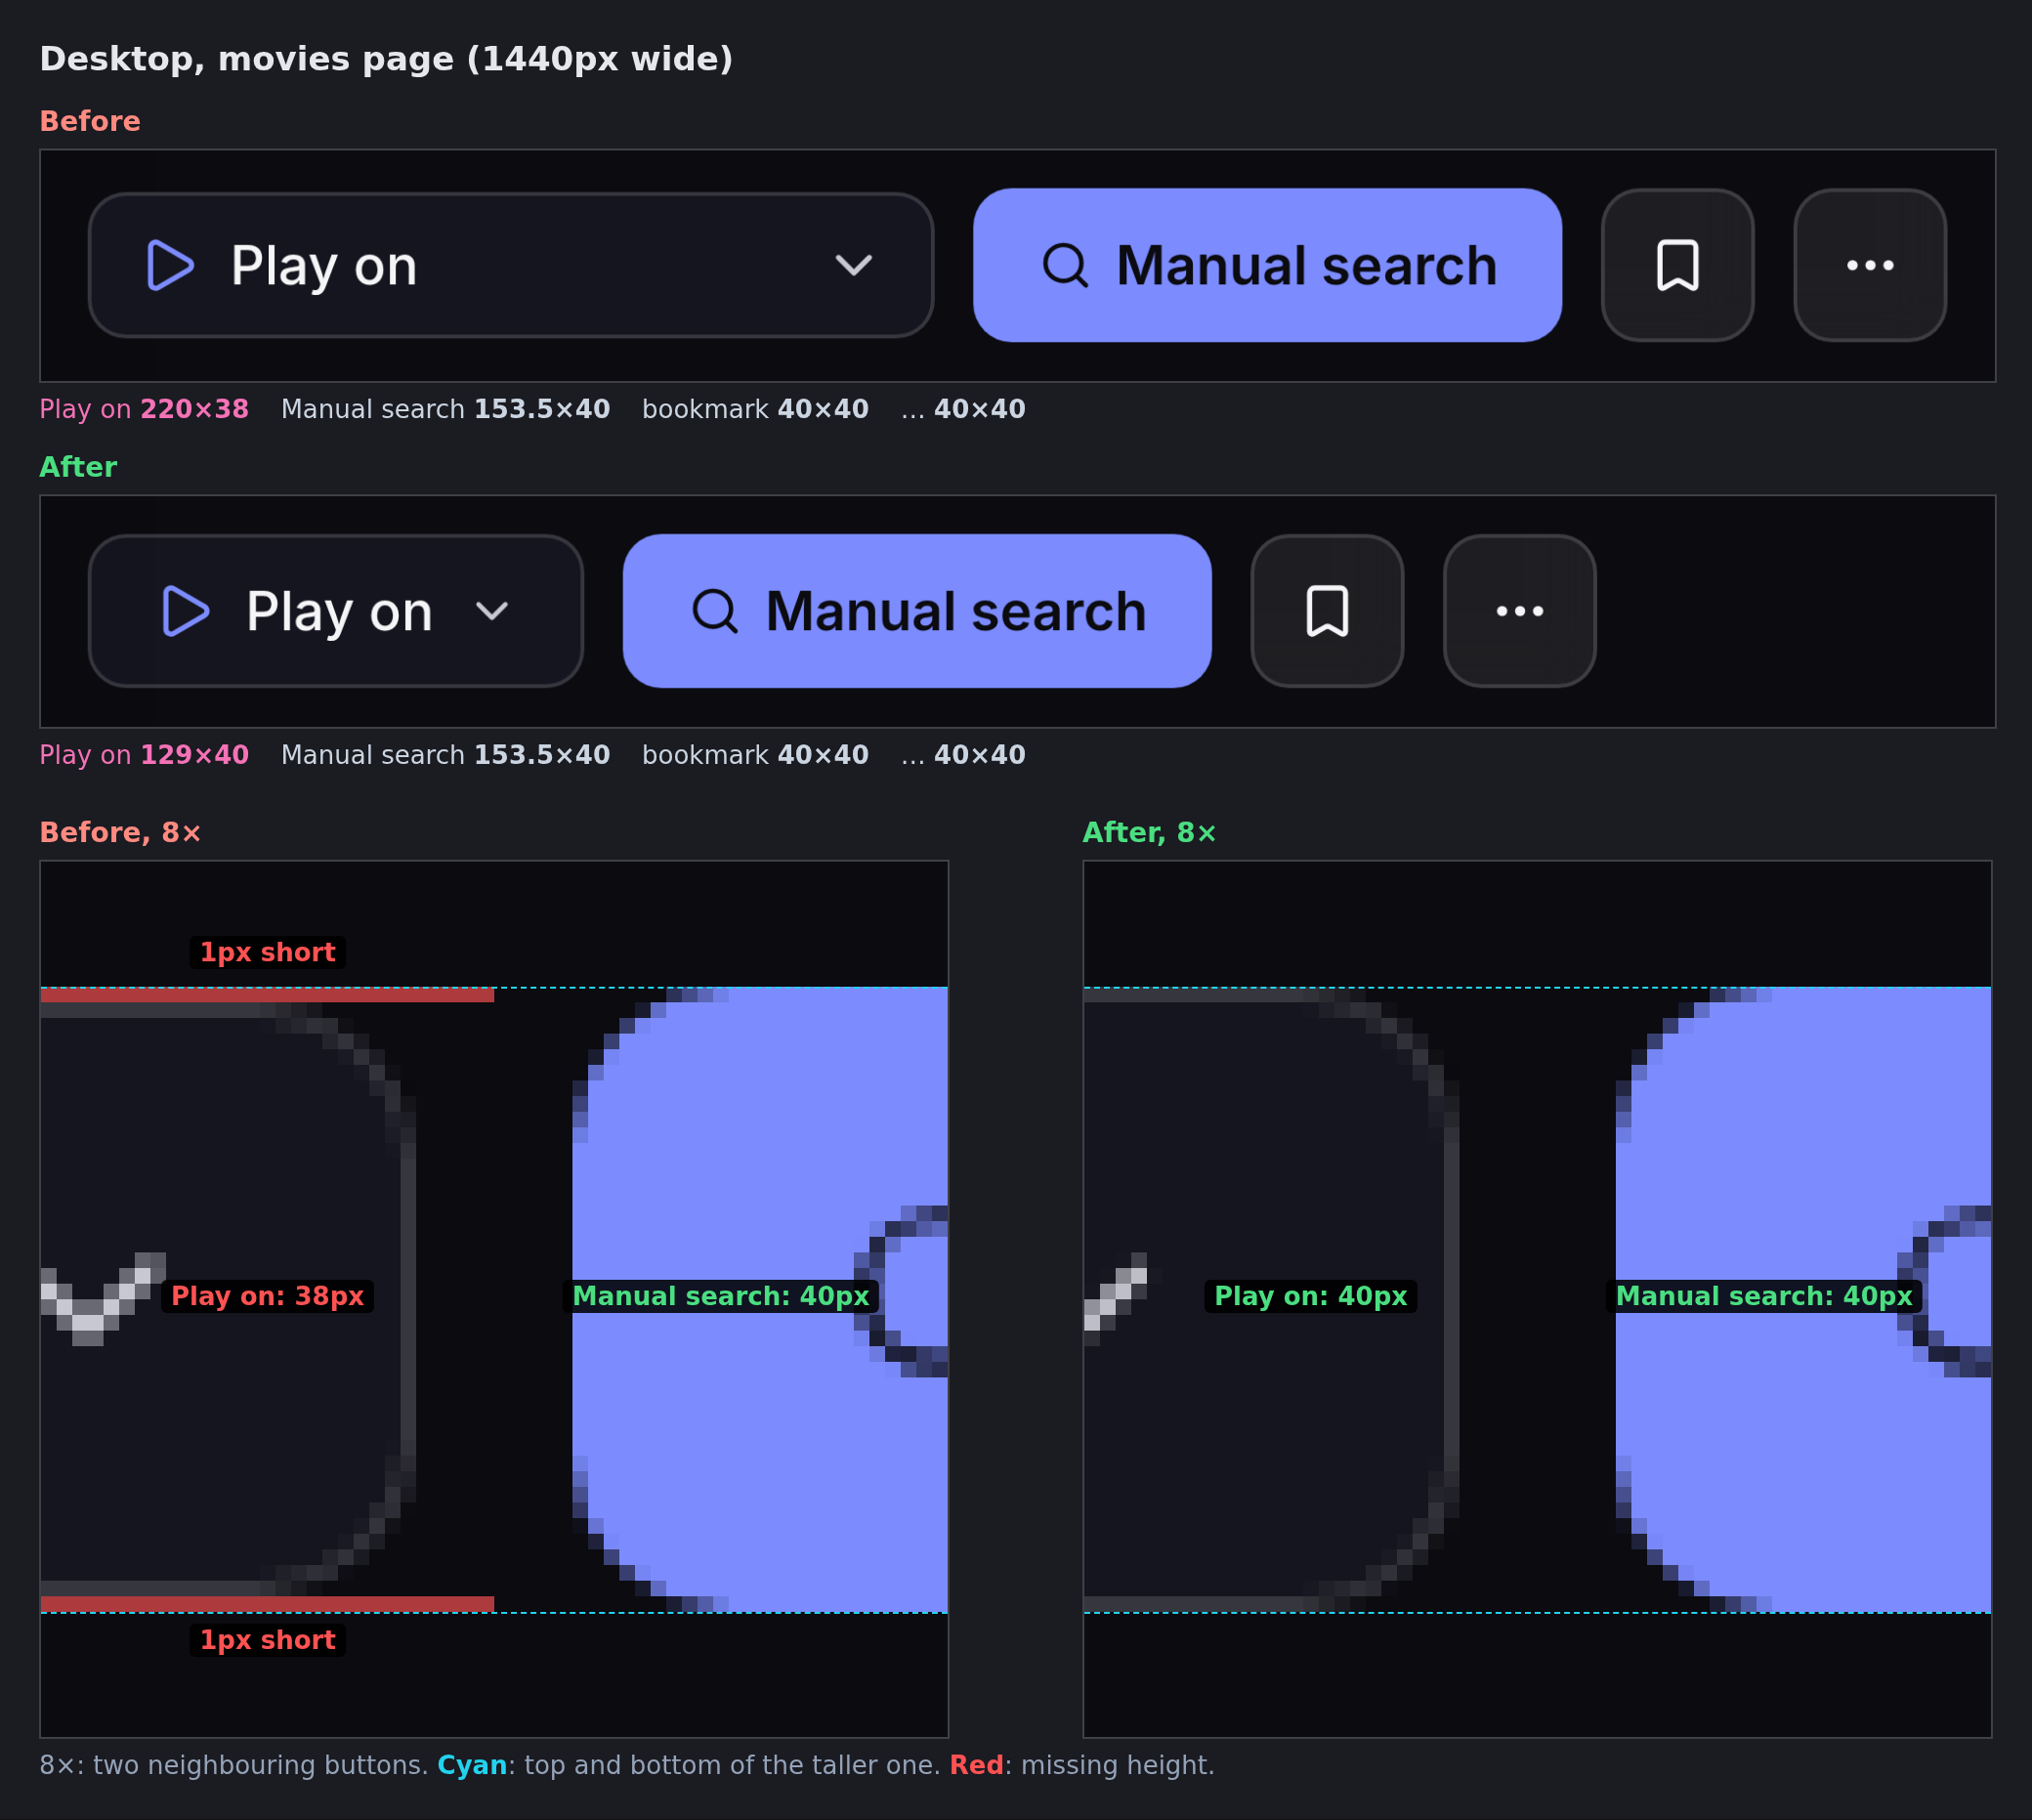 Desktop, movies page (1440px wide)
Before
Play on Manual search ...
Play on 220×38 Manual search 153.5×40 bookmark 40×40 … 40×40
After
Play on Manual search ...
Play on 129×40 Manual search 153.5×40 bookmark 40×40 … 40×40
Before, 8× After, 8×
1px short
Play on: 38px Manual search: 40px Play on: 40px Manual search: 40px
1px short
8×: two neighbouring buttons. Cyan: top and bottom of the taller one. Red: missing height.